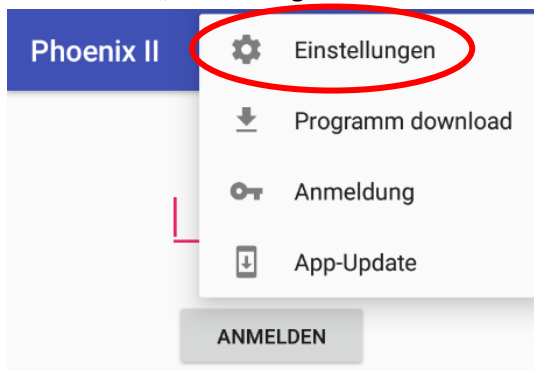 Phoenix II
Einstellungen
Programm download
Anmeldung
App-Update
ANMELDEN